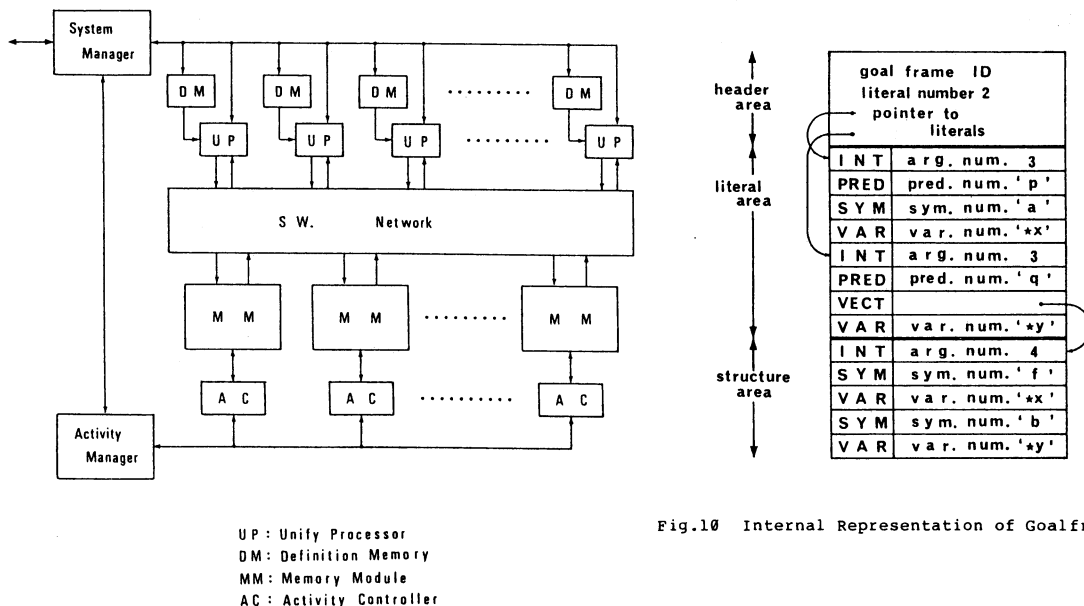 System
Manager
DM DM DM ········· DM
UP UP UP ········· UP
S W. Network
M M M M ········· M M
A C A C ·········· A C
Activity
Manager
UP : Unify Processor
DM : Definition Memory
MM : Memory Module
AC : Activity Controller
header
area
literal
area
structure
area
goal frame ID
literal number 2
pointer to
literals
INT arg. num. 3
PRED pred. num. 'p'
SYM sym. num. 'a'
VAR var. num. '*x'
INT arg. num. 3
PRED pred. num. 'q'
VECT
VAR var. num. '*y'
INT arg. num. 4
SYM sym. num. 'f'
VAR var. num. '*x'
SYM sym. num. 'b'
VAR var. num. '*y'
Fig.10 Internal Representation of Goalfr